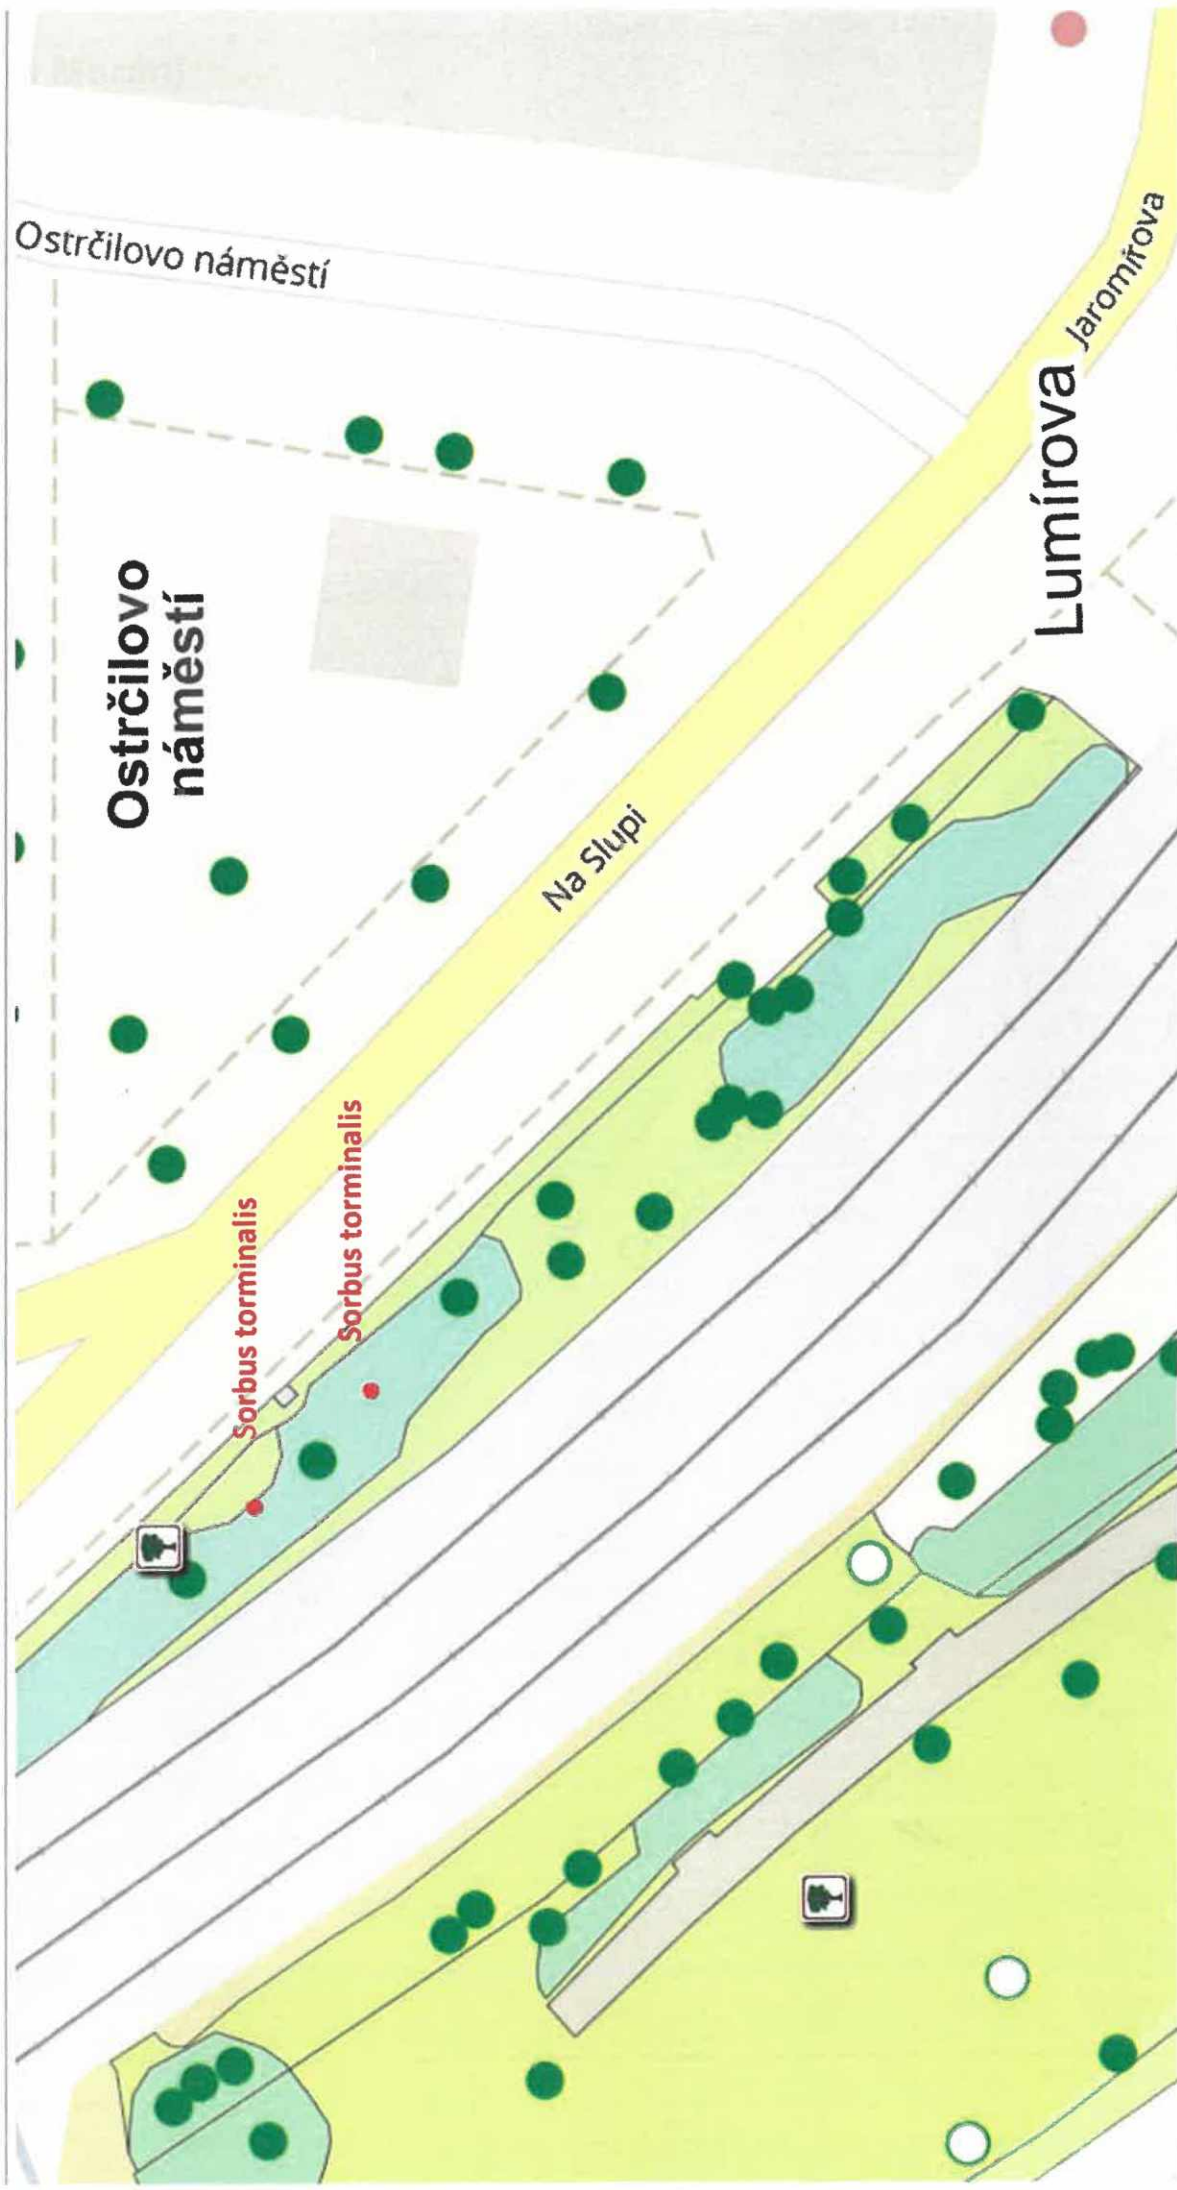 Ostrčilovo náměstí
Ostrčilovo
náměstí
Jaromírova
Lumírova
Na Slupi
Sorbus torminalis
Sorbus torminalis